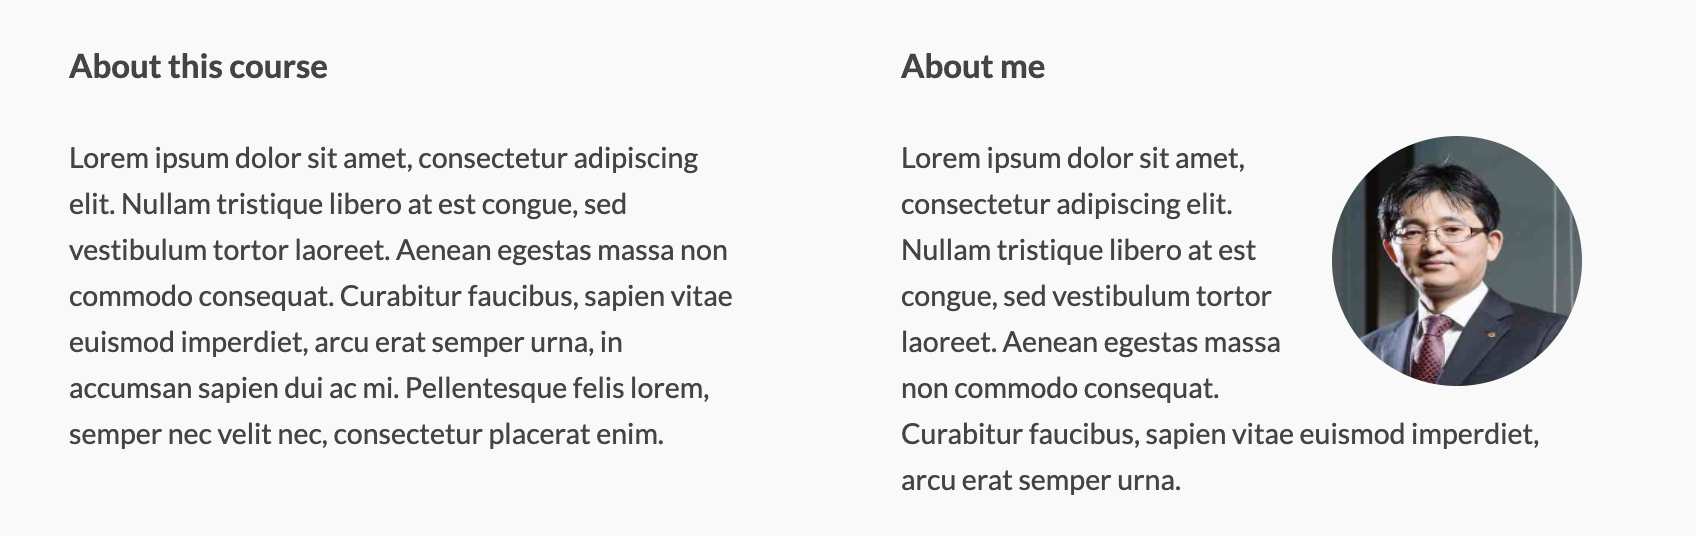 About this course
Lorem ipsum dolor sit amet, consectetur adipiscing
elit. Nullam tristique libero at est congue, sed
vestibulum tortor laoreet. Aenean egestas massa non
commodo consequat. Curabitur faucibus, sapien vitae
euismod imperdiet, arcu erat semper urna, in
accumsan sapien dui ac mi. Pellentesque felis lorem,
semper nec velit nec, consectetur placerat enim.
About me
Lorem ipsum dolor sit amet,
consectetur adipiscing elit.
Nullam tristique libero at est
congue, sed vestibulum tortor
laoreet. Aenean egestas massa
non commodo consequat.
Curabitur faucibus, sapien vitae euismod imperdiet,
arcu erat semper urna.